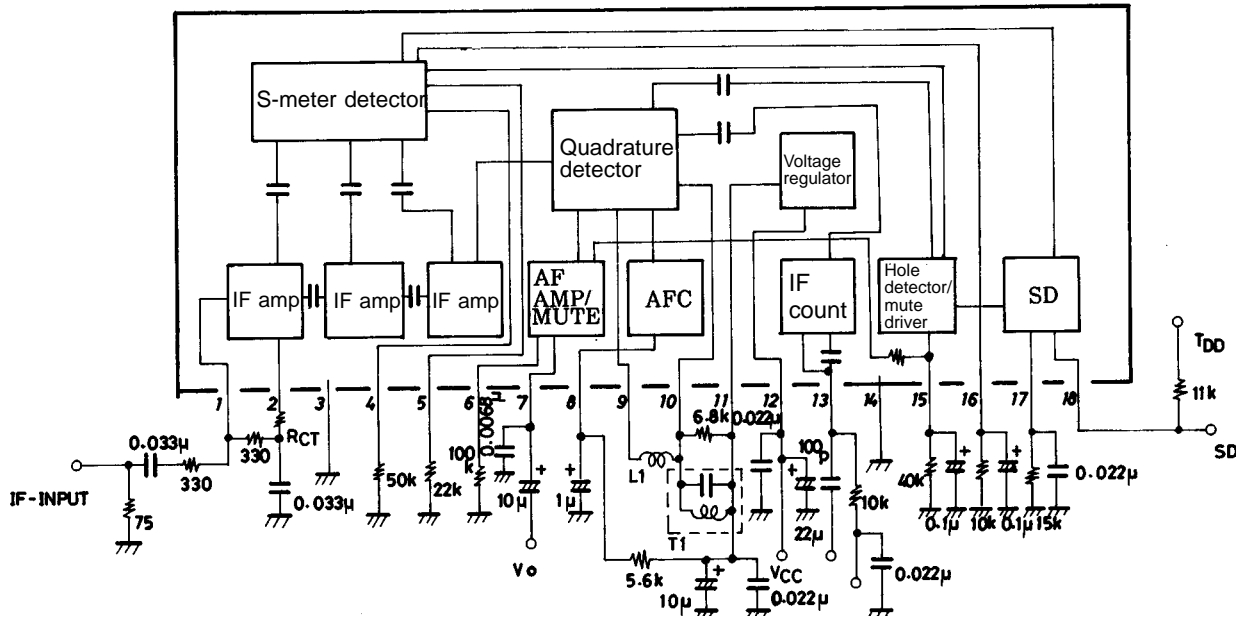 S-meter detector
Quadrature
detector
Voltage
regulator
IF amp
IF amp
IF amp
AF
AMP/
MUTE
AFC
IF
count
Hole
detector/
mute
driver
SD
1
2
3
4
5
6
7
8
9
10
11
12
13
14
15
16
17
18
TDD
11k
SD
IF-INPUT
75
0.033μ
330
330
RCT
0.033μ
50k
22k
100
k
0.0068
μ
10μ
Vo
1μ
5.6k
L1
6.8k
T1
10μ
0.022μ
0.022μ
VCC
22μ
100
p
10k
0.022μ
40k
0.1μ
10k
0.1μ
15k
0.022μ